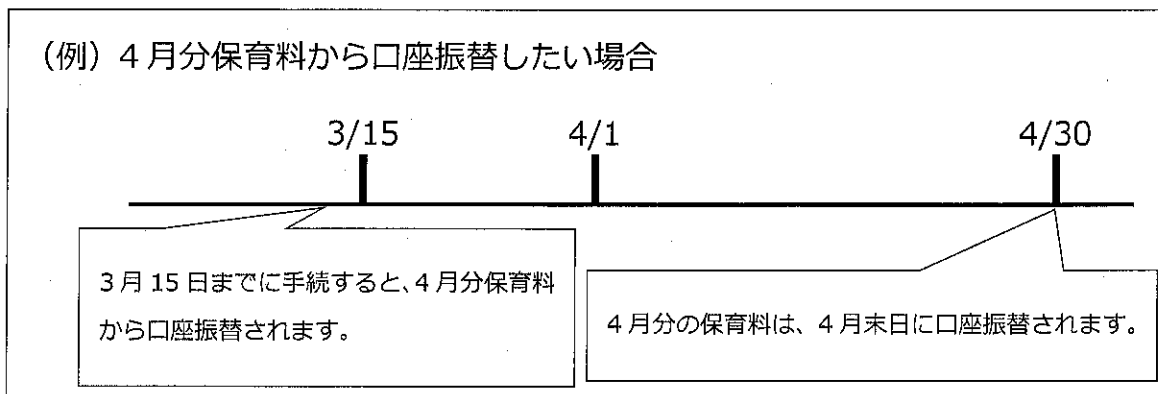 (例) 4月分保育料から口座振替したい場合
3/15 4/1 4/30
3月15日までに手続すると、4月分保育料
から口座振替されます。
4月分の保育料は、4月末日に口座振替されます。